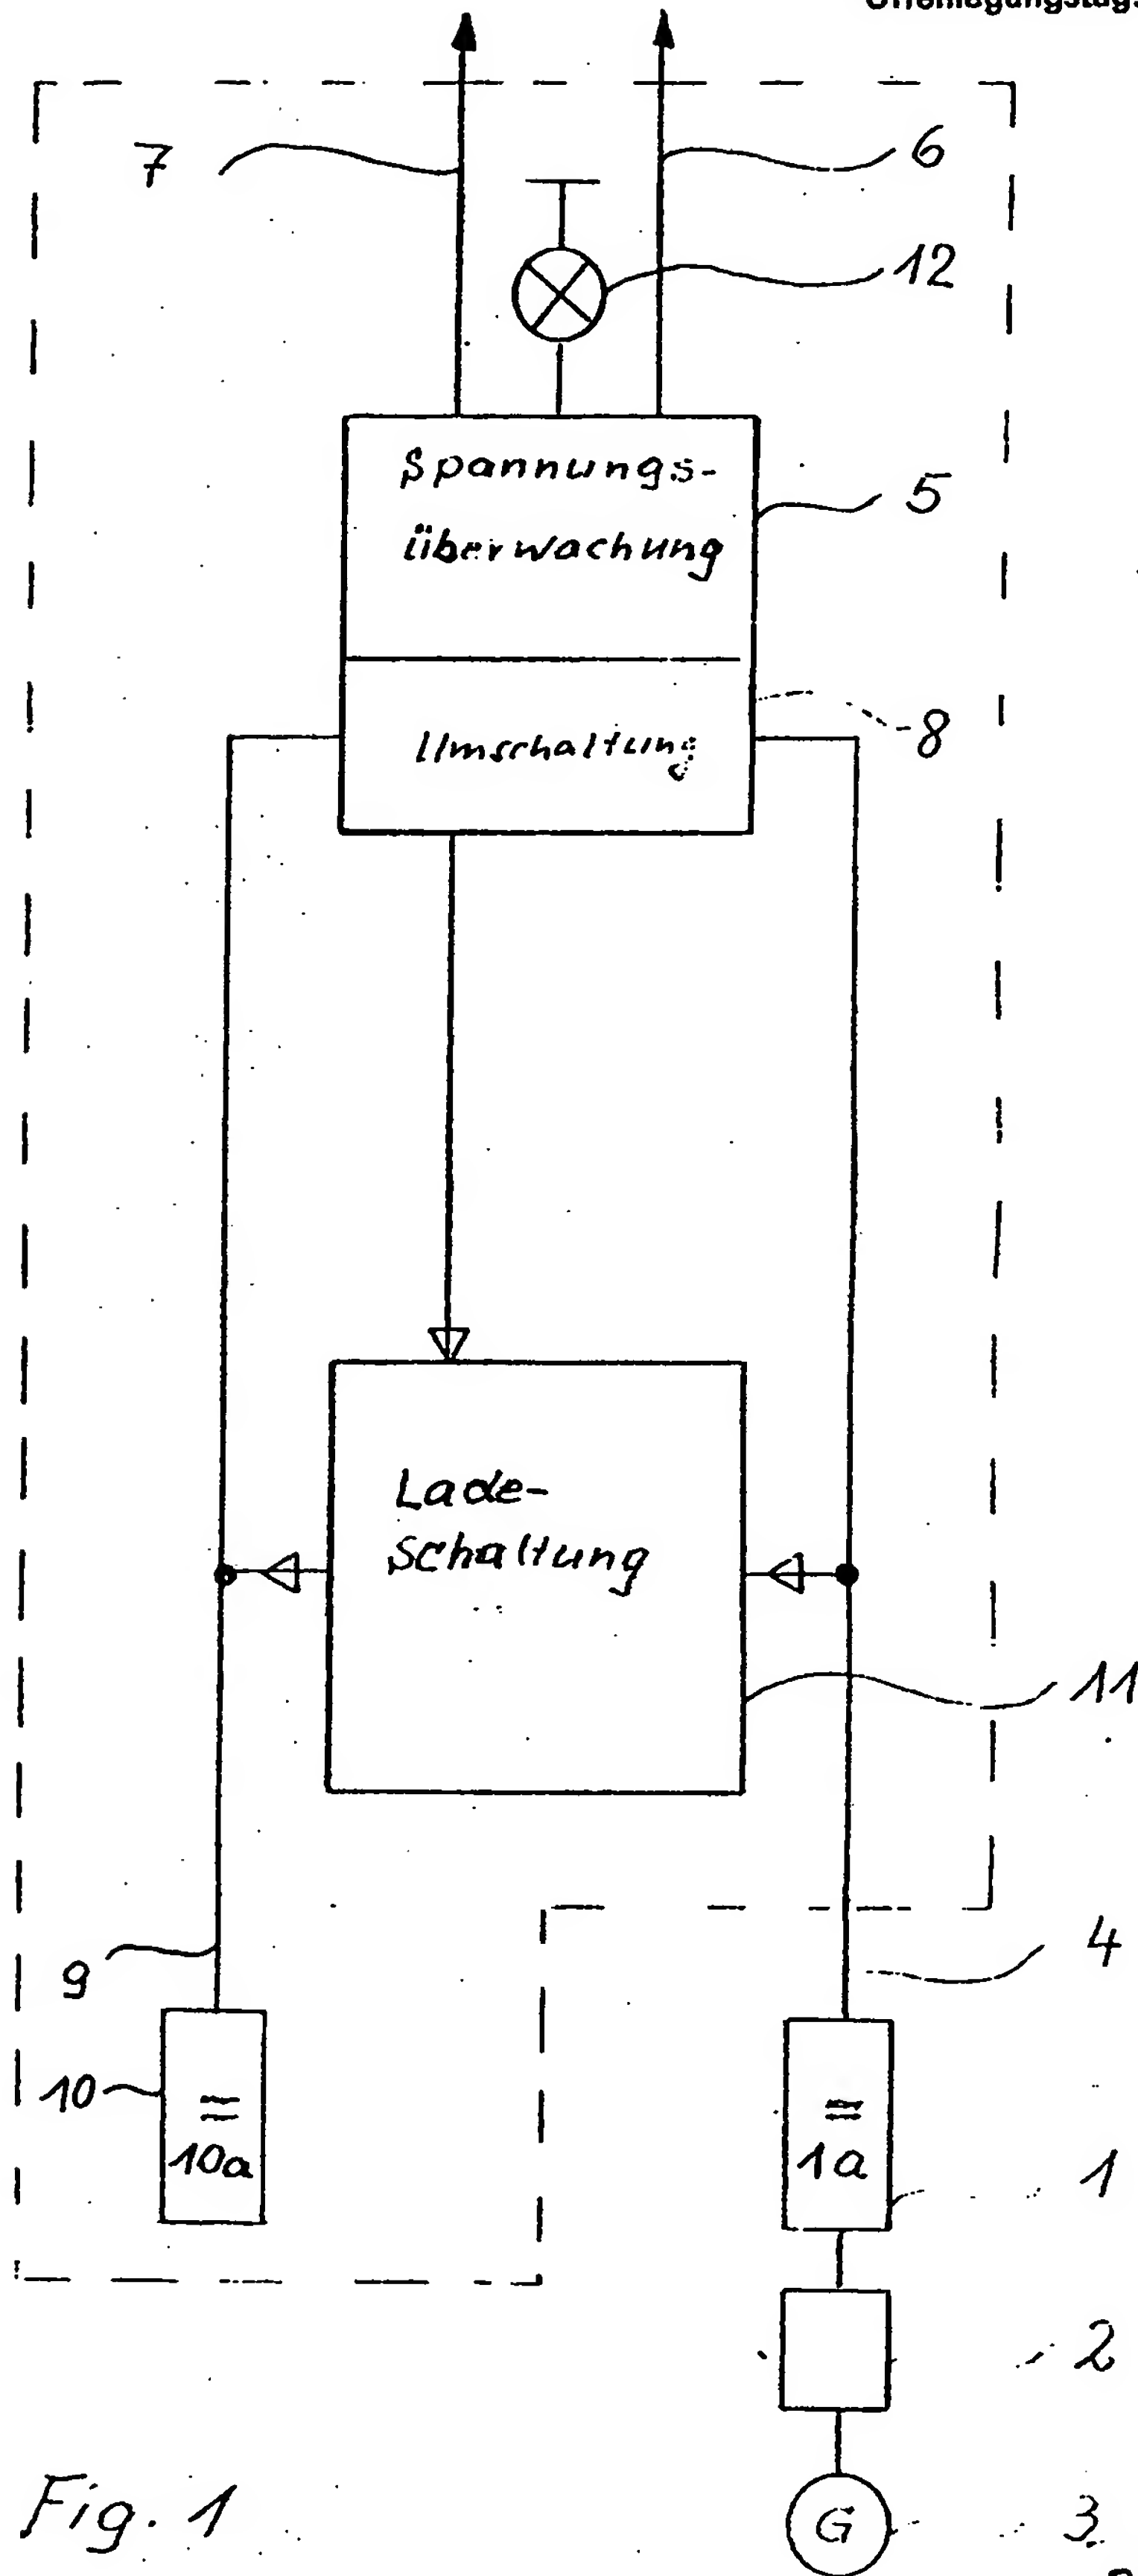 Offenlegungstag:
7
6
12
Spannungs-
überwachung
5
Umschaltung
8
Lade-
schaltung
11
9
4
10
=
10a
=
1a
1
2
Fig. 1
G
3